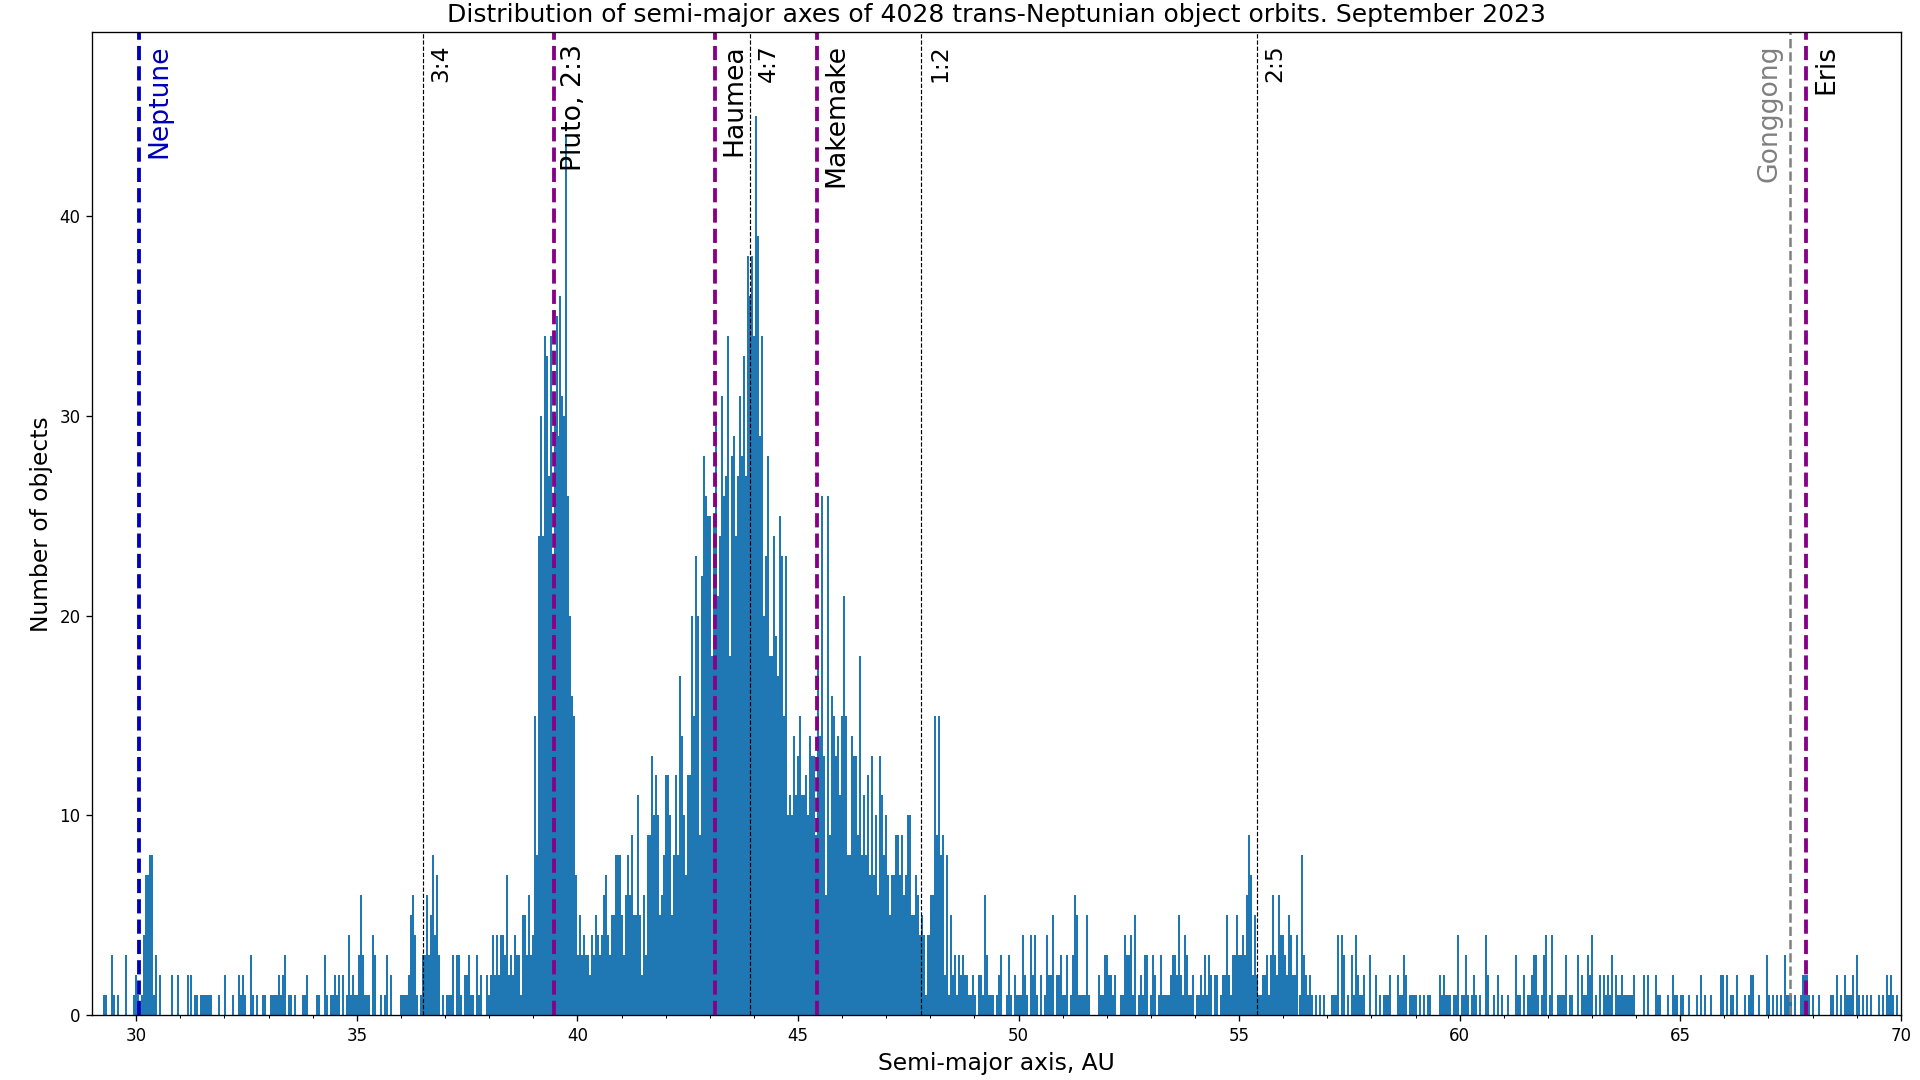 Distribution of semi-major axes of 4028 trans-Neptunian object orbits. September 2023
Neptune
3:4
Pluto, 2:3
Haumea
4:7
Makemake
1:2
2:5
Gonggong
Eris
Number of objects
40
30
20
10
0
30 35 40 45 50 55 60 65 70
Semi-major axis, AU